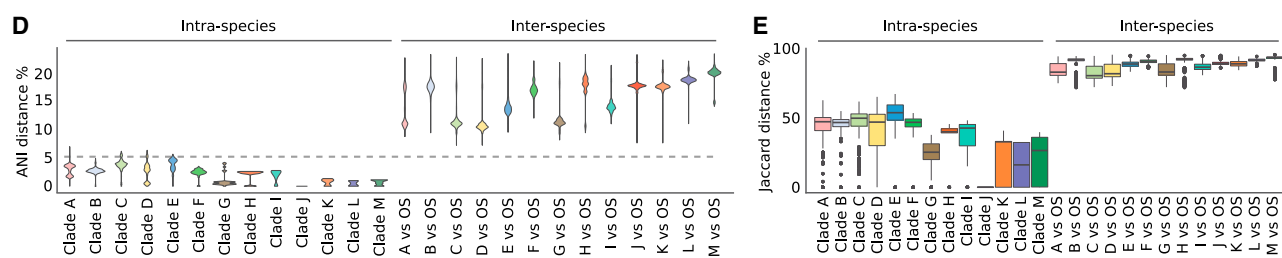 D
Intra-species
Inter-species
ANI distance %
20
15
10
5
0
Clade A
Clade B
Clade C
Clade D
Clade E
Clade F
Clade G
Clade H
Clade I
Clade J
Clade K
Clade L
Clade M
A vs OS
B vs OS
C vs OS
D vs OS
E vs OS
F vs OS
G vs OS
H vs OS
I vs OS
J vs OS
K vs OS
L vs OS
M vs OS
E
Intra-species
Inter-species
Jaccard distance %
100
50
0
Clade A
Clade B
Clade C
Clade D
Clade E
Clade F
Clade G
Clade H
Clade I
Clade J
Clade K
Clade L
Clade M
A vs OS
B vs OS
C vs OS
D vs OS
E vs OS
F vs OS
G vs OS
H vs OS
I vs OS
J vs OS
K vs OS
L vs OS
M vs OS